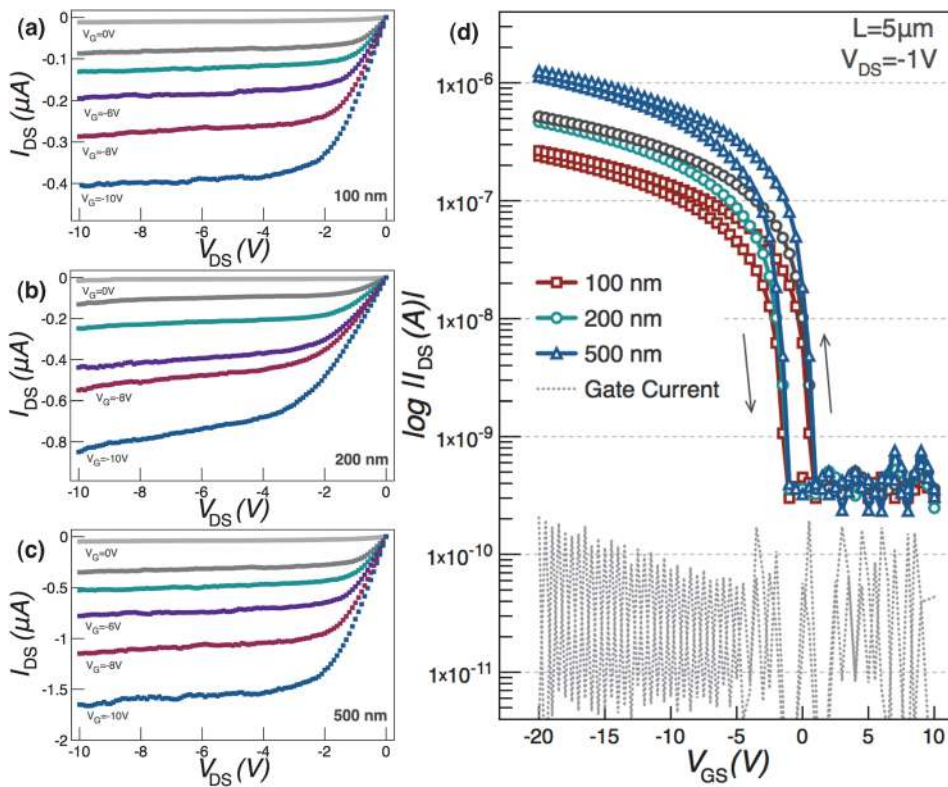 (a)
0
-0.1
-0.2
-0.3
-0.4
I_DS (µA)
V_G=0V
V_G=-6V
V_G=-8V
V_G=-10V
100 nm
-10 -8 -6 -4 -2 0
V_DS (V)
(b)
0
-0.2
-0.4
-0.6
-0.8
I_DS (µA)
V_G=0V
V_G=-8V
V_G=-10V
200 nm
-10 -8 -6 -4 -2 0
V_DS (V)
(c)
0
-0.5
-1
-1.5
-2
I_DS (µA)
V_G=0V
V_G=-6V
V_G=-8V
V_G=-10V
500 nm
-10 -8 -6 -4 -2 0
V_DS (V)
(d)
L=5µm
V_DS=-1V
1x10^-6
1x10^-7
1x10^-8
1x10^-9
1x10^-10
1x10^-11
log II_DS (A)I
100 nm
200 nm
500 nm
Gate Current
-20 -15 -10 -5 0 5 10
V_GS (V)